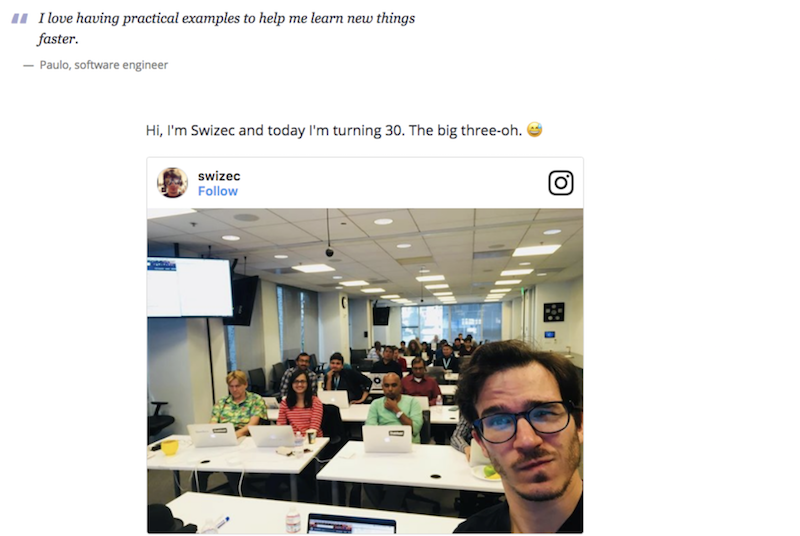 I love having practical examples to help me learn new things
faster.
— Paulo, software engineer
Hi, I'm Swizec and today I'm turning 30. The big three-oh. 😅
swizec
Follow